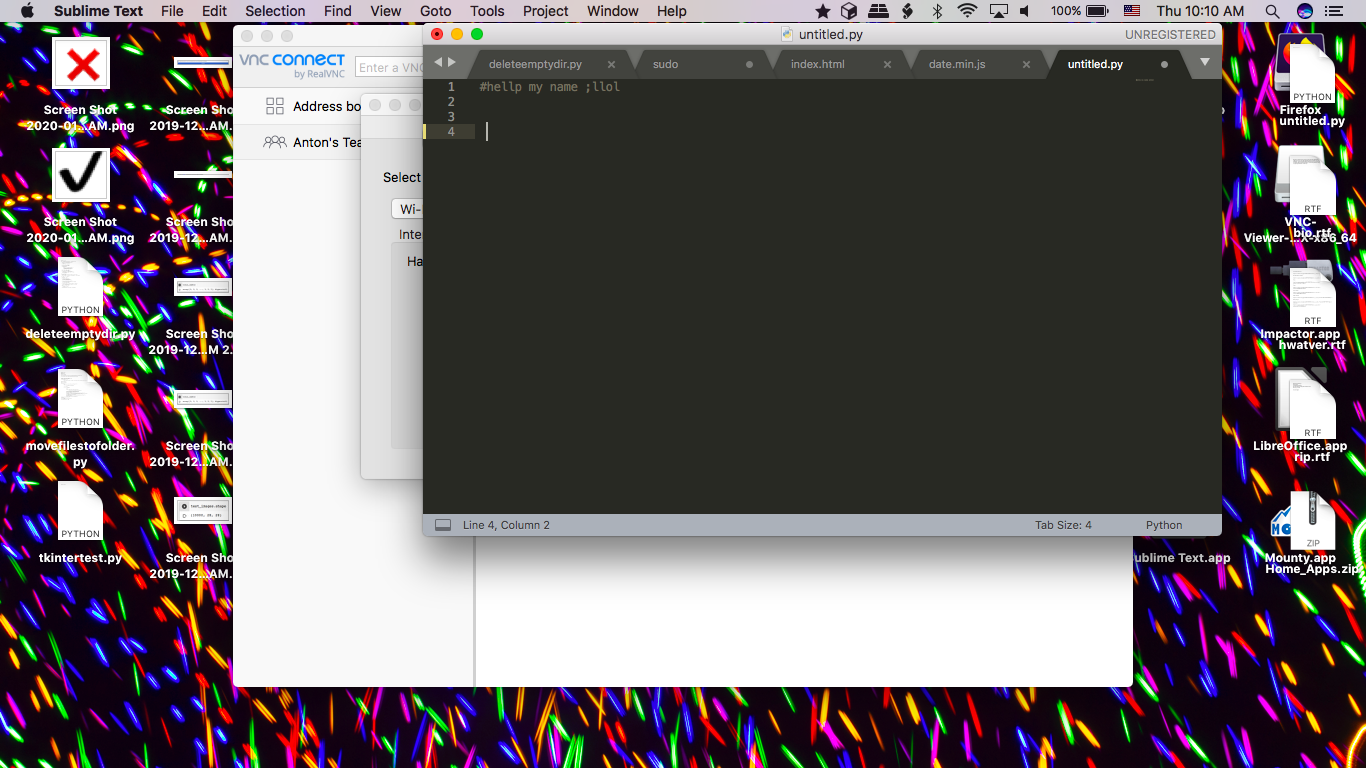 Sublime Text File Edit Selection Find View Goto Tools Project Window Help 100% Thu 10:10 AM
untitled.py UNREGISTERED
deleteemptydir.py sudo index.html date.min.js untitled.py
1 #hellp my name ;llol
2
3
4
Line 4, Column 2 Tab Size: 4 Python
vnc connect
by RealVNC
Enter a VNC
Address bo
Anton's Tea
Select
Wi-
Inte
Ha
Screen Shot
2020-01...AM.png
Screen Shot
2020-01...AM.png
PYTHON
deleteemptydir.py
PYTHON
movefilestofolder.
py
PYTHON
tkintertest.py
Screen Sho
2019-12...AM.
Screen Sho
2019-12...AM.
Screen Sho
2019-12...M 2.
Screen Sho
2019-12...AM.
Screen Sho
2019-12...AM.
PYTHON
Firefox
untitled.py
RTF
VNC-
Viewer-...X-x86_64
bio.rtf
RTF
Impactor.app
hwatver.rtf
RTF
LibreOffice.app
rip.rtf
ZIP
Mounty.app
Home_Apps.zip
ublime Text.app